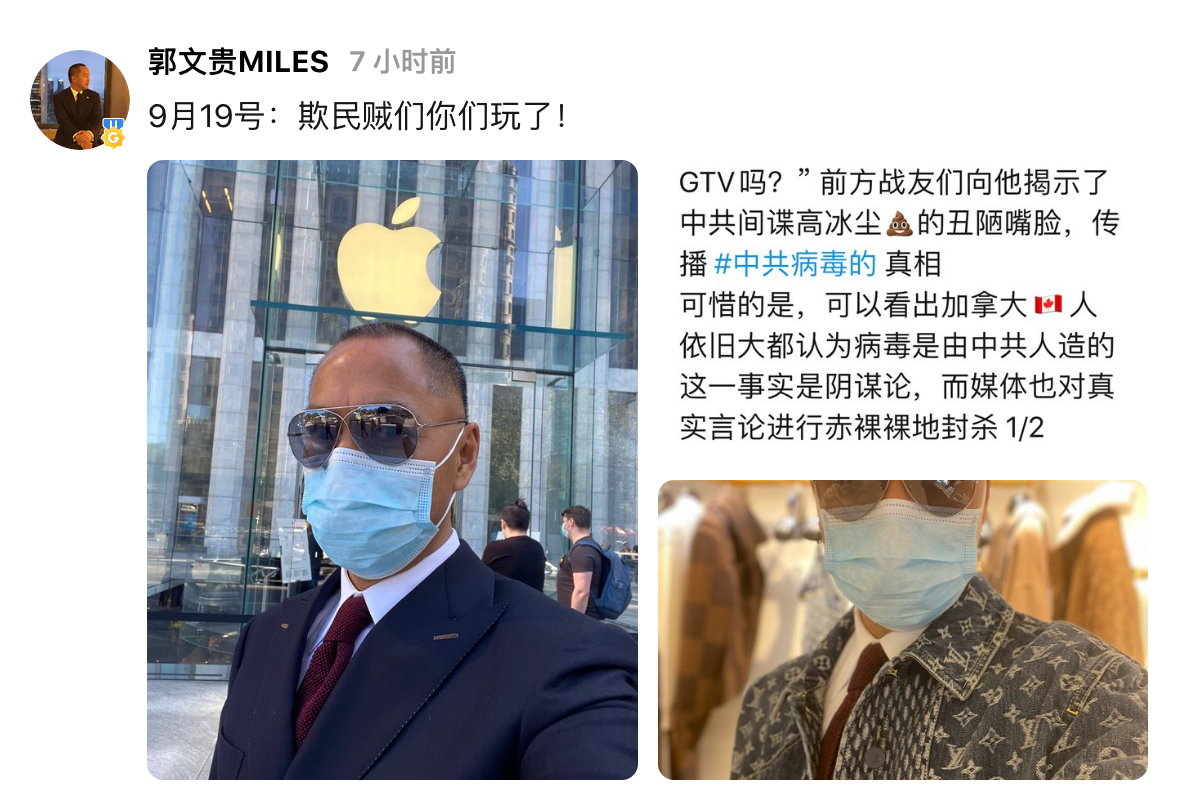 郭文贵MILES 7 小时前
9月19号：欺民贼们你们玩了！
GTV吗？”前方战友们向他揭示了
中共间谍高冰尘💩的丑陋嘴脸，传
播 #中共病毒的 真相
可惜的是，可以看出加拿大🇨🇦人
依旧大都认为病毒是由中共人造的
这一事实是阴谋论，而媒体也对真
实言论进行赤裸裸地封杀 1/2